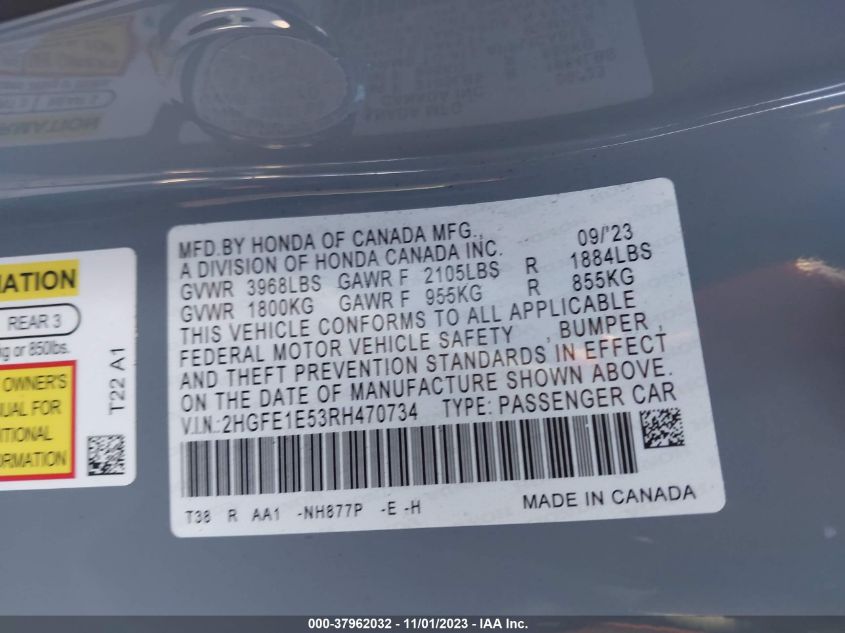 MFD.BY HONDA OF CANADA MFG., 09/'23
A DIVISION OF HONDA CANADA INC.
GVWR 3968LBS GAWR F 2105LBS R 1884LBS
GVWR 1800KG GAWR F 955KG R 855KG
THIS VEHICLE CONFORMS TO ALL APPLICABLE
FEDERAL MOTOR VEHICLE SAFETY , BUMPER ,
AND THEFT PREVENTION STANDARDS IN EFFECT
ON THE DATE OF MANUFACTURE SHOWN ABOVE.
V.I.N.:2HGFE1E53RH470734 TYPE: PASSENGER CAR
T38 R AA1 -NH877P -E -H MADE IN CANADA
MATION
REAR 3
g or 850lbs.
OWNER'S
UAL FOR
ITIONAL
ORMATION
T22 A1
000-37962032 - 11/01/2023 - IAA Inc.